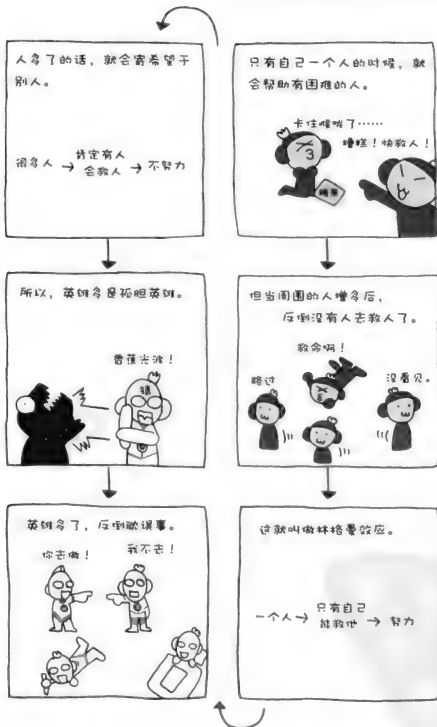 只有自己一个人的时候，就
会帮助有困难的人。
卡住喉咙了……
糟糕！快救人！
但当周围的人增多后，
反倒没有人去救人了。
救命啊！
路过
没看见。
这就叫做林格曼效应。
一个人→只有自己
能救他→努力
人多了的话，就会寄希望于
别人。
很多人→肯定有人
会救人→不努力
所以，英雄多是孤胆英雄。
香蕉光波！
英雄多了，反倒耽误事。
你去做！
我不去！